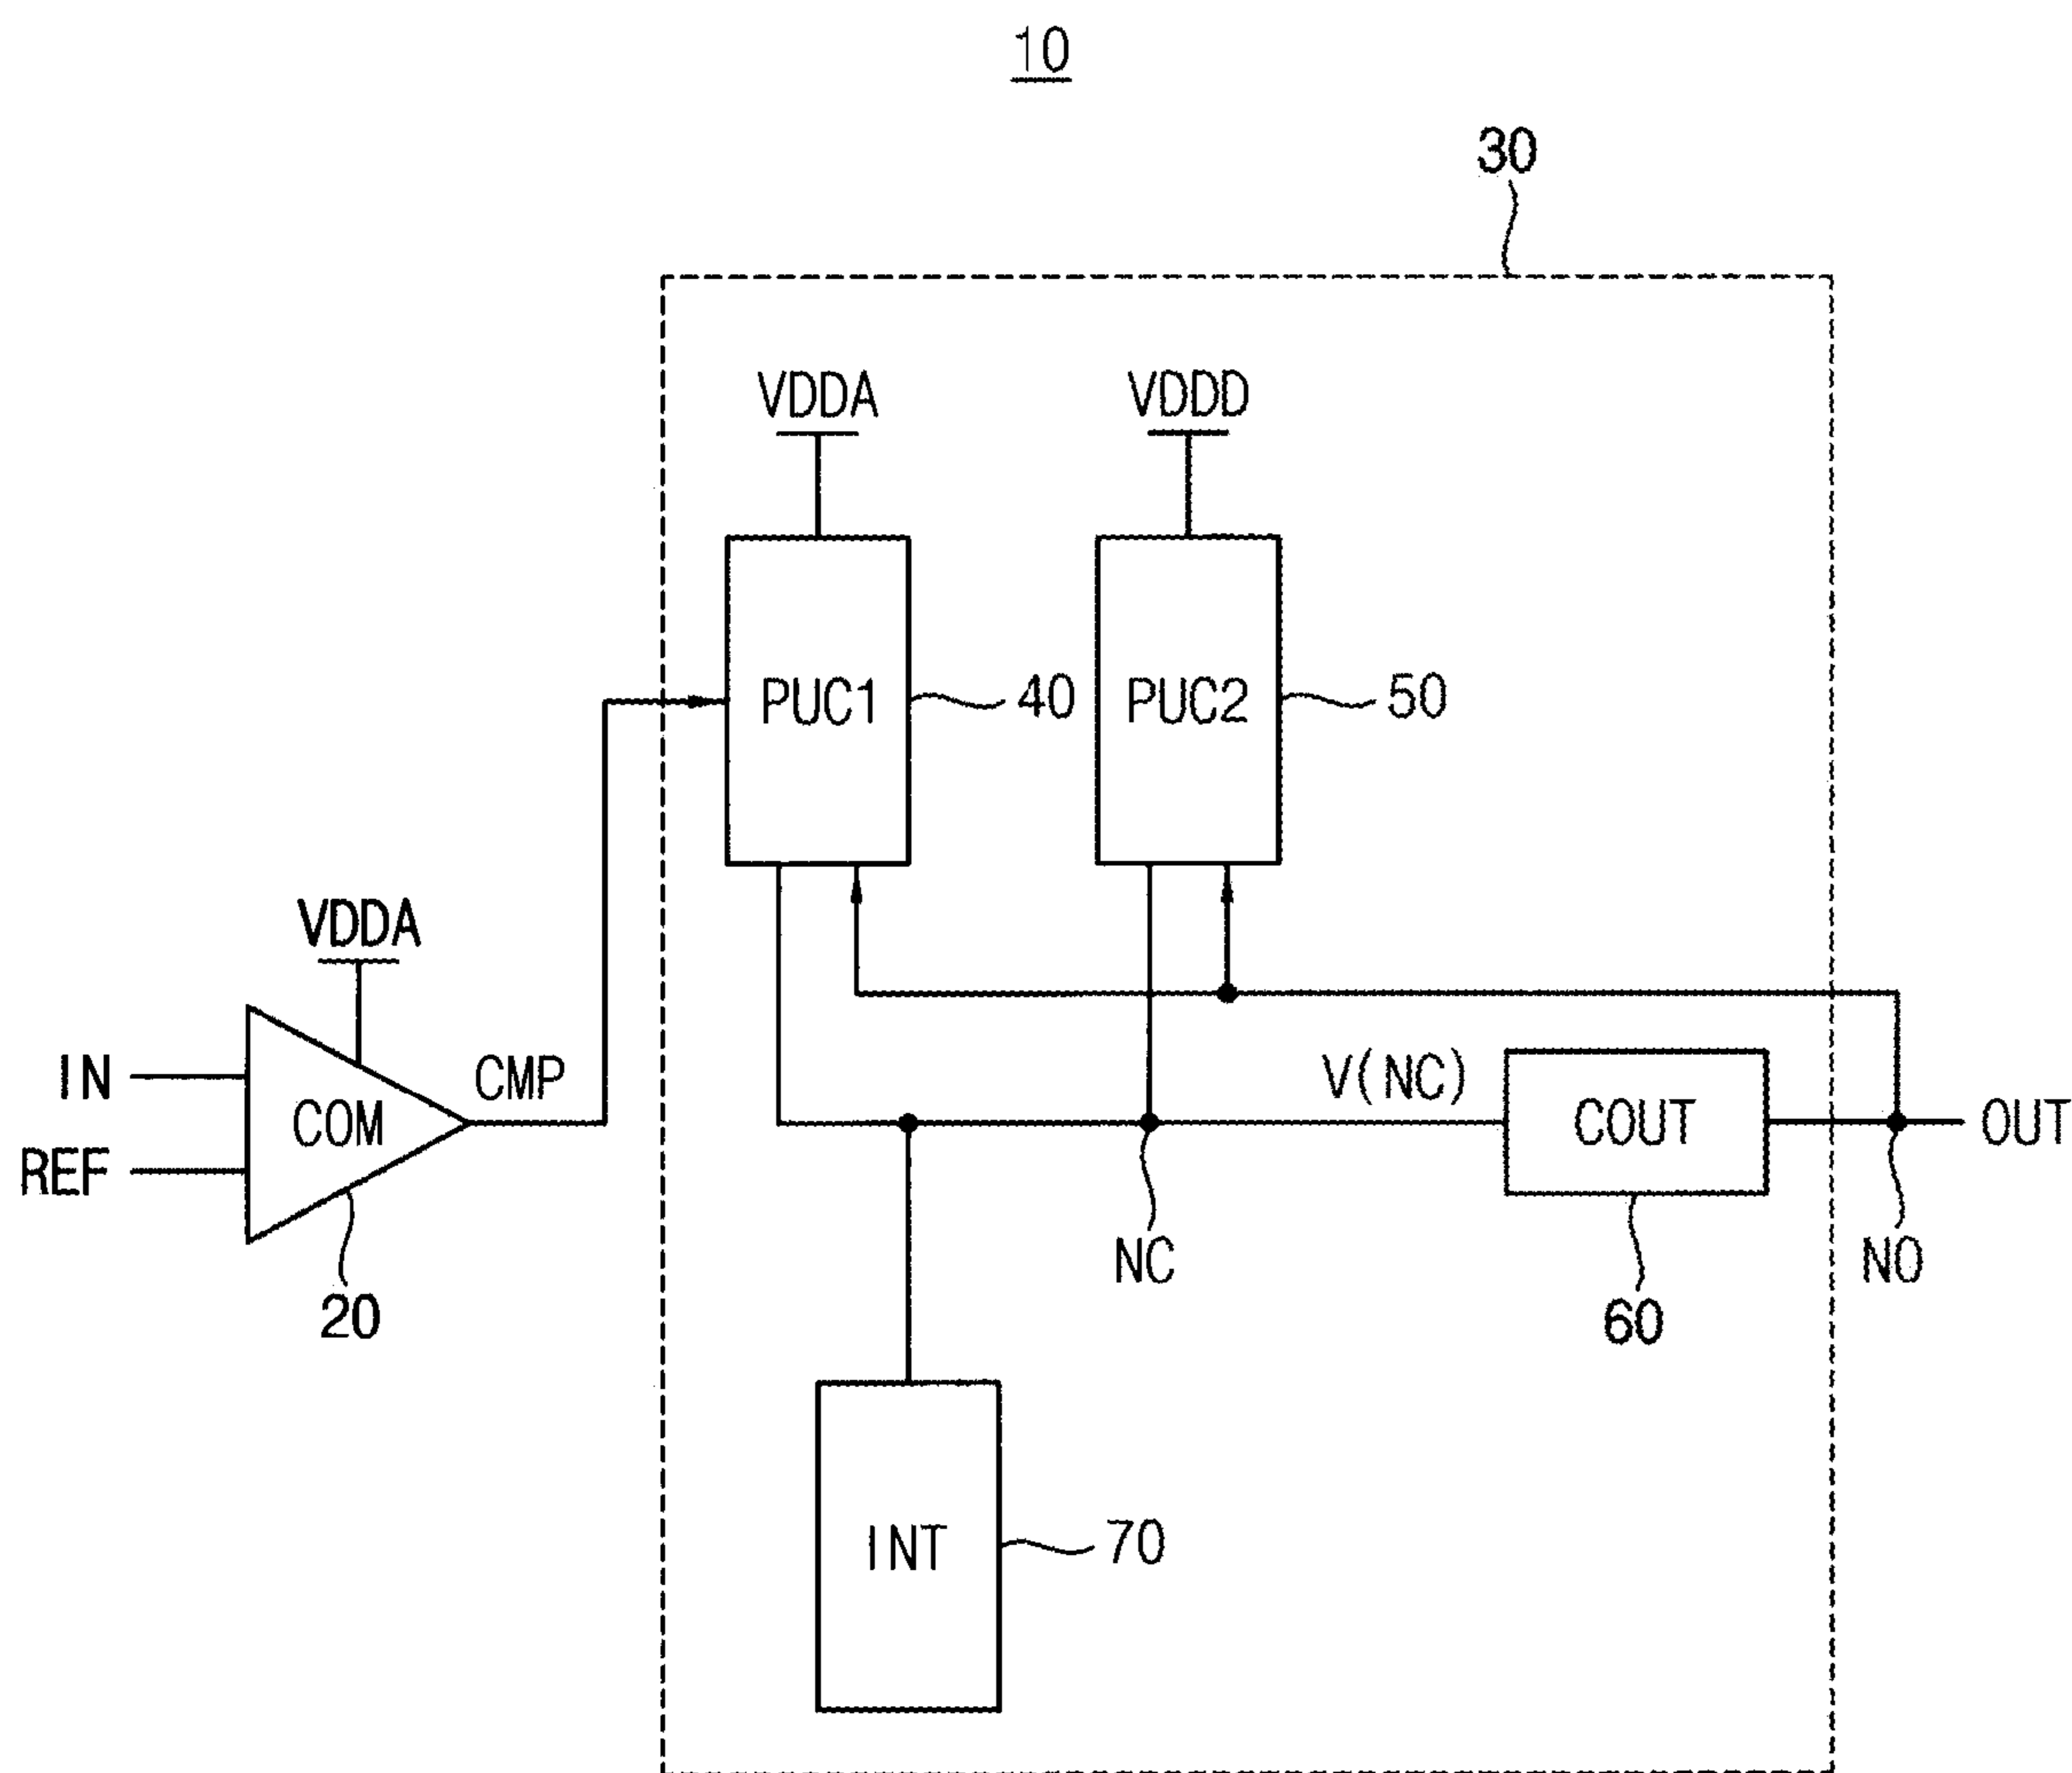 10
30
VDDA
VDDD
PUC1
40
PUC2
50
VDDA
IN
REF
COM
CMP
20
V(NC)
COUT
OUT
NC
60
NO
INT
70